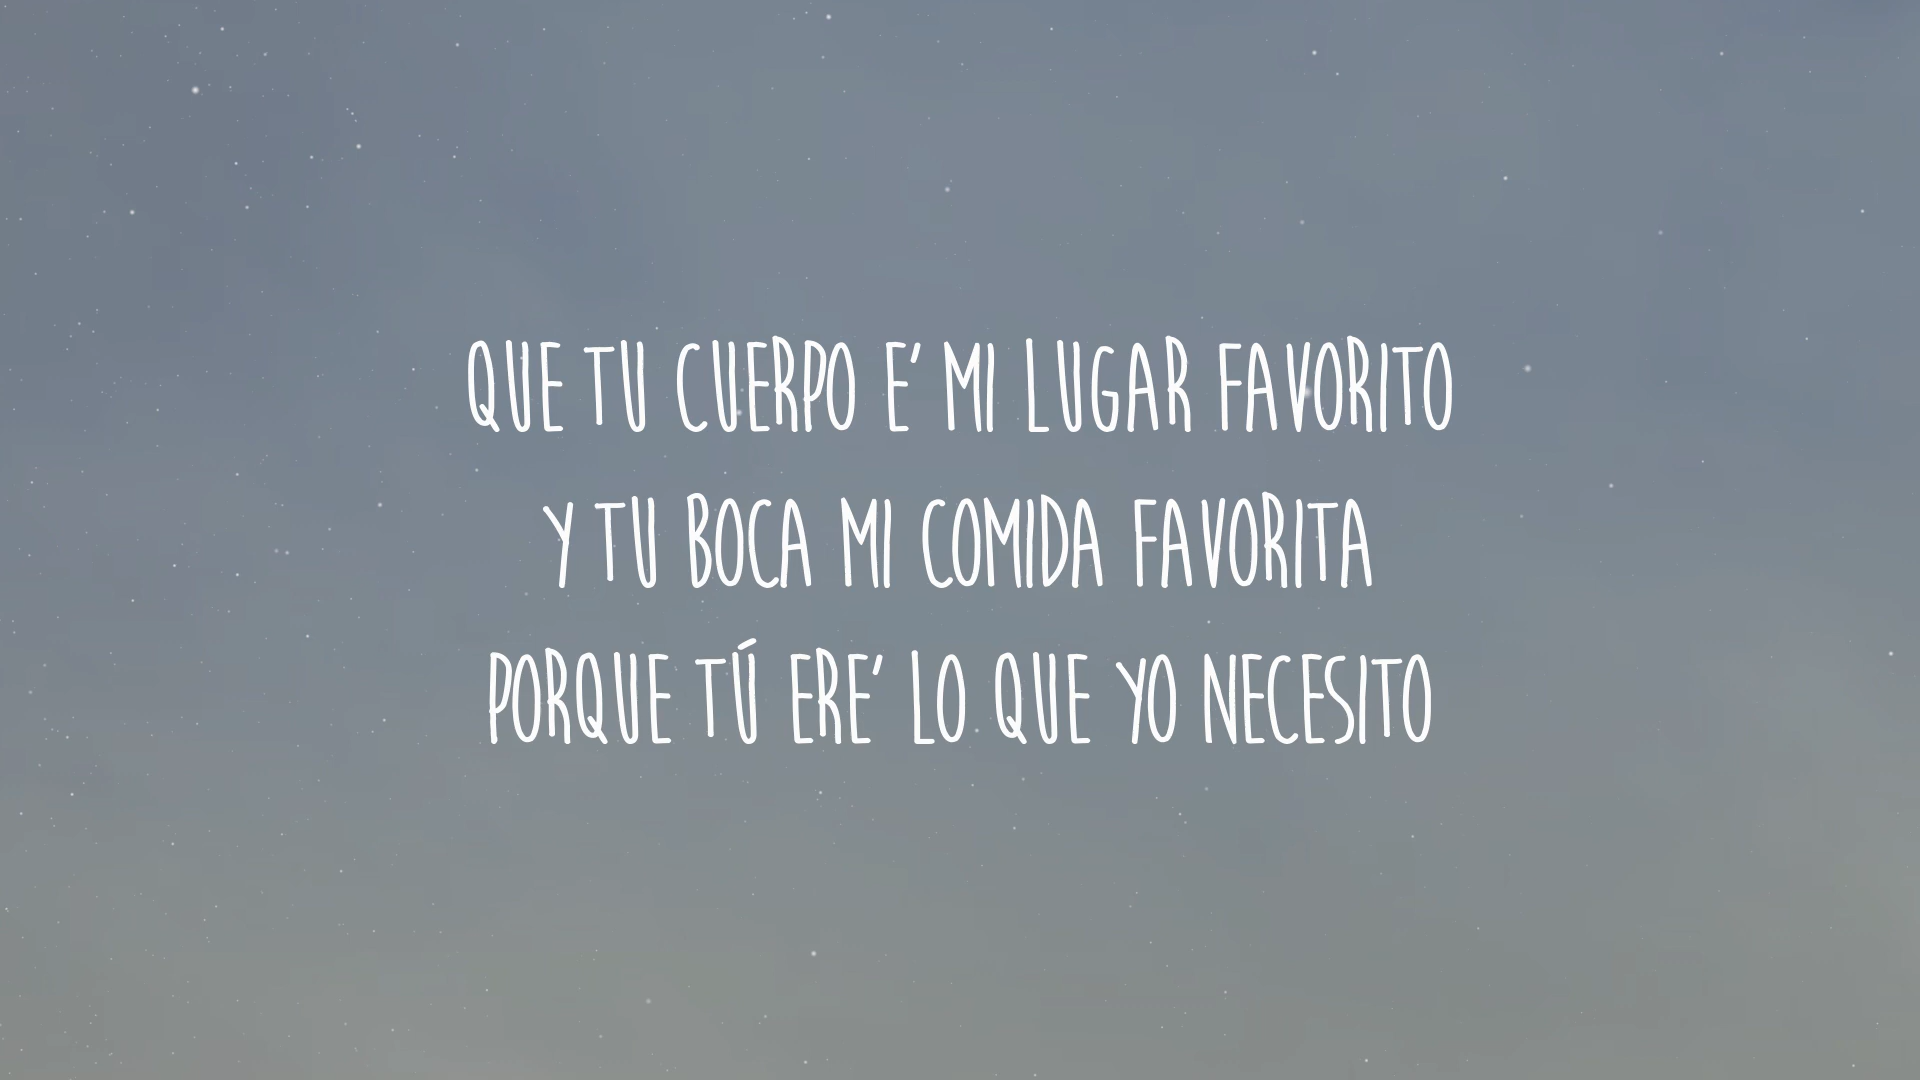 QUE TU CUERPO E' MI LUGAR FAVORITO
Y TU BOCA MI COMIDA FAVORITA
PORQUE TÚ ERE' LO QUE YO NECESITO